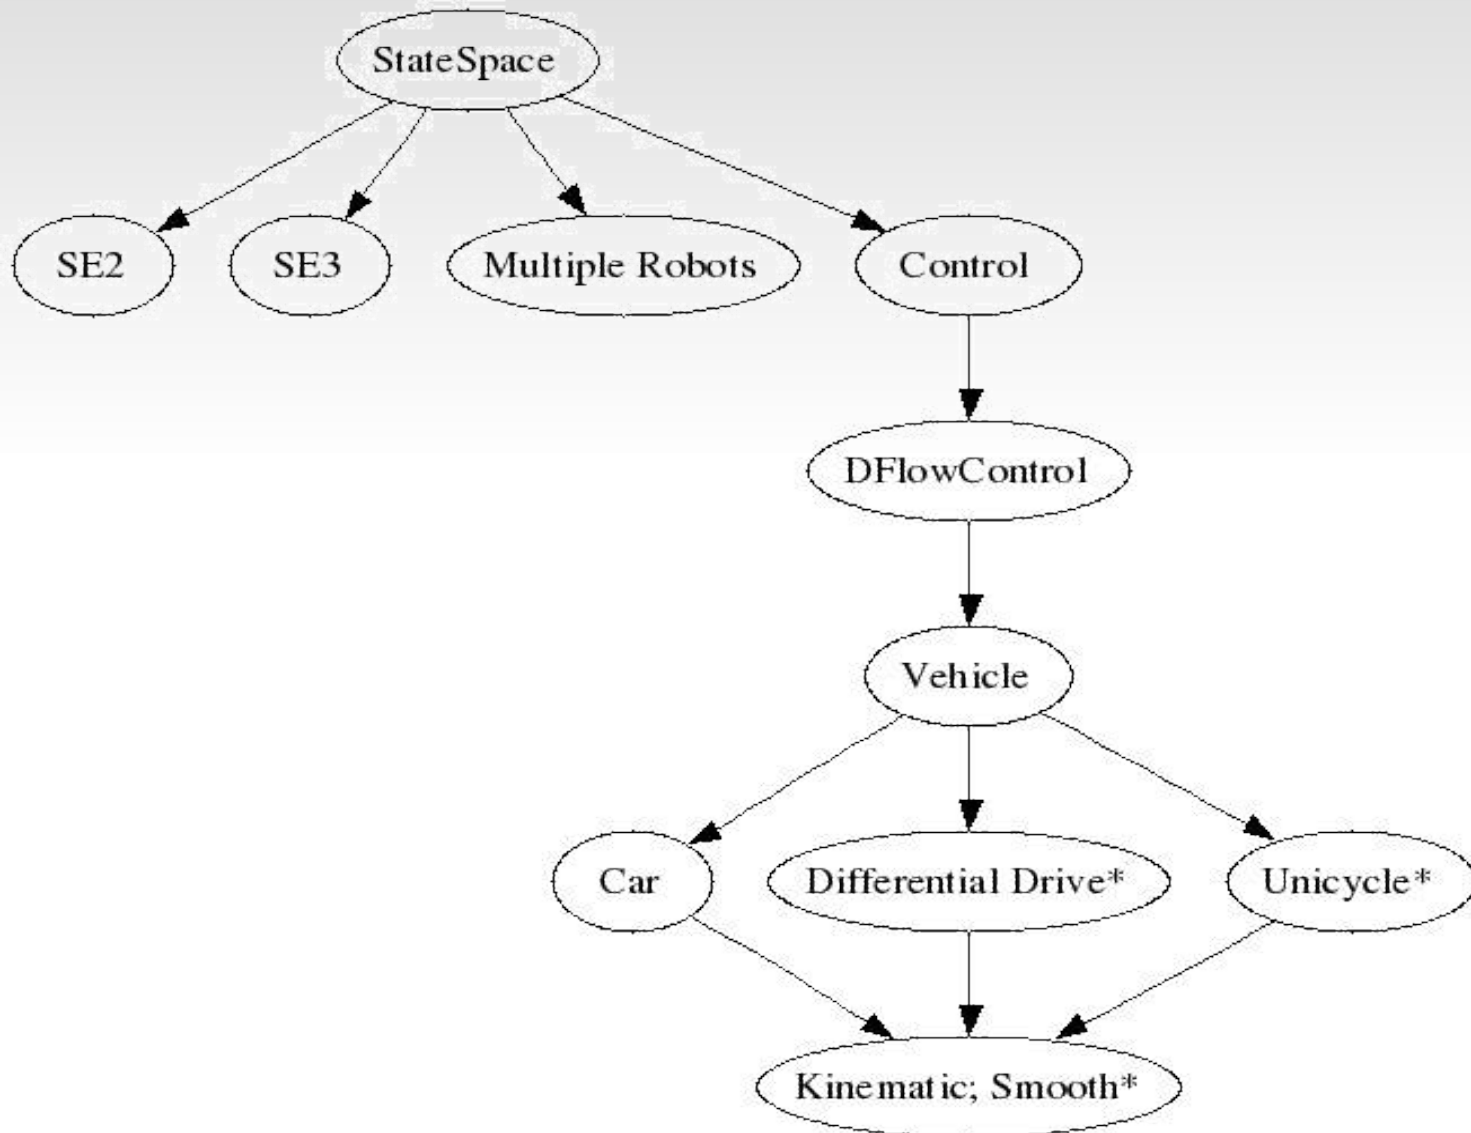 StateSpace
SE2
SE3
Multiple Robots
Control
DFlowControl
Vehicle
Car
Differential Drive*
Unicycle*
Kinematic; Smooth*